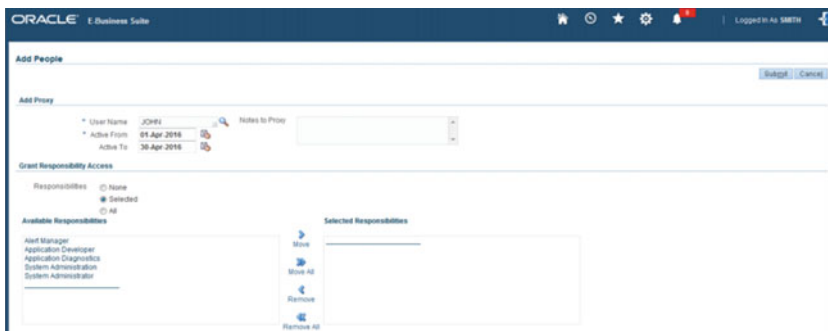 ORACLE E-Business Suite
Logged In As SMITH
Add People
Submit Cancel
Add Proxy
* User Name JOHN Notes to Proxy
* Active From 01-Apr-2016
Active To 30-Apr-2016
Grant Responsibility Access
Responsibilities None
Selected
All
Available Responsibilities Selected Responsibilities
Alert Manager
Application Developer
Application Diagnostics
System Administration
System Administrator
Move
Move All
Remove
Remove All